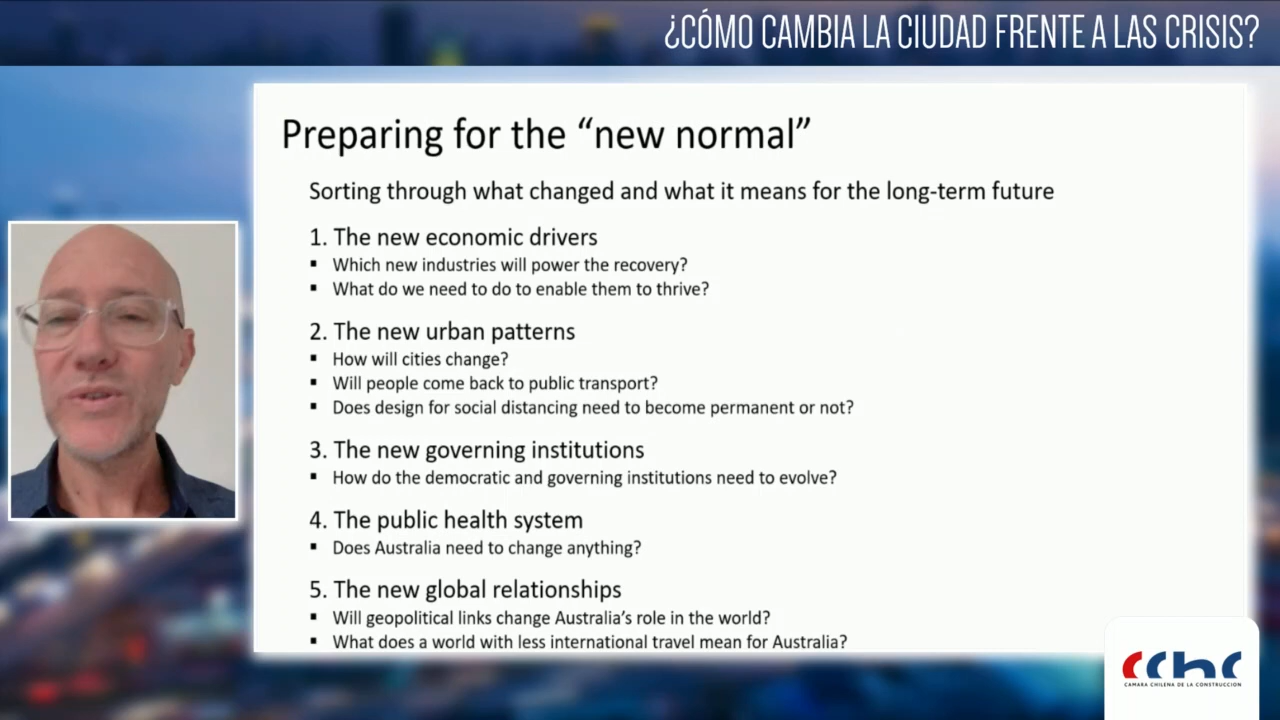 ¿CÓMO CAMBIA LA CIUDAD FRENTE A LAS CRISIS?
Preparing for the “new normal”
Sorting through what changed and what it means for the long-term future
1. The new economic drivers
▪ Which new industries will power the recovery?
▪ What do we need to do to enable them to thrive?
2. The new urban patterns
▪ How will cities change?
▪ Will people come back to public transport?
▪ Does design for social distancing need to become permanent or not?
3. The new governing institutions
▪ How do the democratic and governing institutions need to evolve?
4. The public health system
▪ Does Australia need to change anything?
5. The new global relationships
▪ Will geopolitical links change Australia’s role in the world?
▪ What does a world with less international travel mean for Australia?
cchc
CAMARA CHILENA DE LA CONSTRUCCION